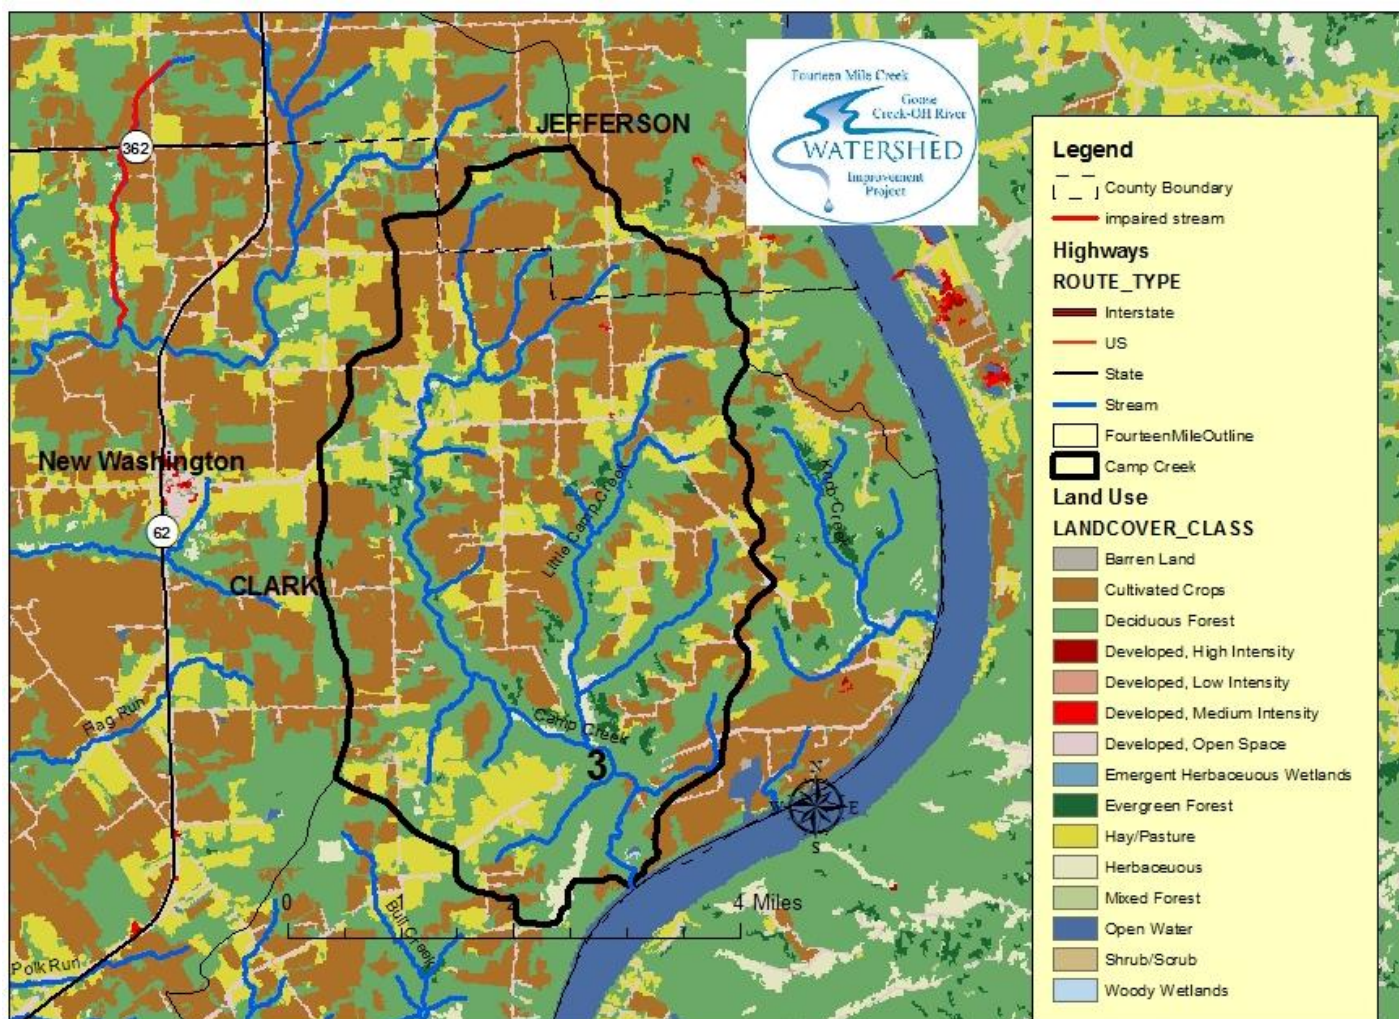 JEFFERSON
362
New Washington
62
CLARK
Little Camp Creek
Knob Creek
Camp Creek
3
Flag Run
Bull Creek
Polk Run
0
1
2
4 Miles
N
W
E
S
Fourteen Mile Creek
Goose
Creek-OH River
WATERSHED
Improvement
Project
Legend
County Boundary
impaired stream
Highways
ROUTE_TYPE
Interstate
US
State
Stream
FourteenMileOutline
Camp Creek
Land Use
LANDCOVER_CLASS
Barren Land
Cultivated Crops
Deciduous Forest
Developed, High Intensity
Developed, Low Intensity
Developed, Medium Intensity
Developed, Open Space
Emergent Herbaceuous Wetlands
Evergreen Forest
Hay/Pasture
Herbaceuous
Mixed Forest
Open Water
Shrub/Scrub
Woody Wetlands